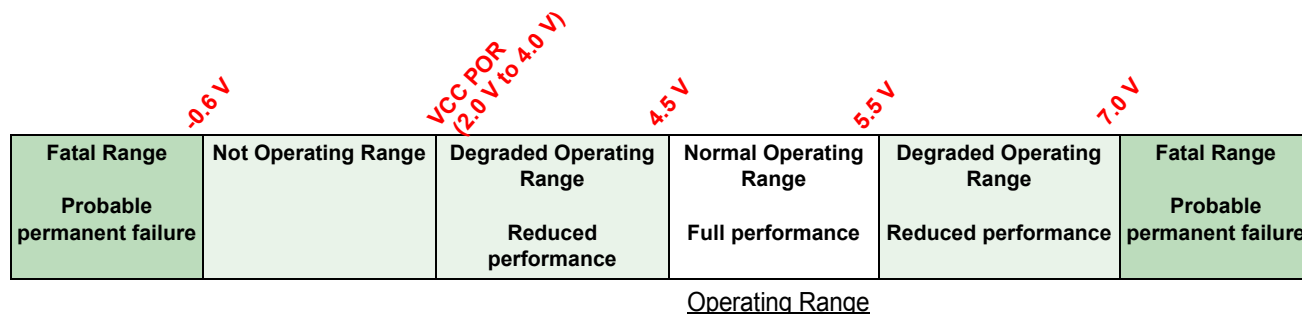 -0.6 V
VCC POR
(2.0 V to 4.0 V)
4.5 V
5.5 V
7.0 V
Fatal Range
Probable
permanent failure
Not Operating Range
Degraded Operating
Range
Reduced
performance
Normal Operating
Range
Full performance
Degraded Operating
Range
Reduced performance
Fatal Range
Probable
permanent failure
Operating Range